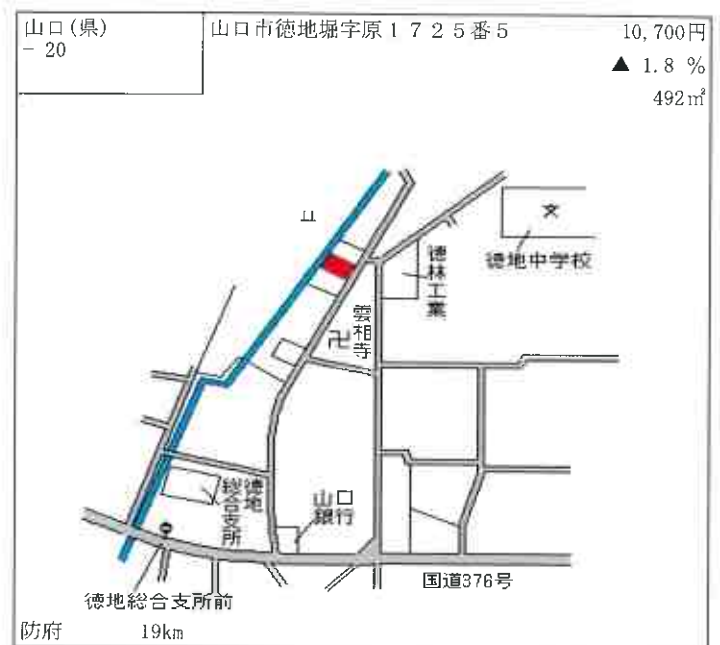 山口(県)
－ 20
山口市徳地堀字原１７２５番５
10,700円
▲ 1.8 %
492㎡
文
徳地中学校
徳林工業
雲相寺
卍
徳地
総合支所
山口
銀行
国道376号
徳地総合支所前
防府 19km